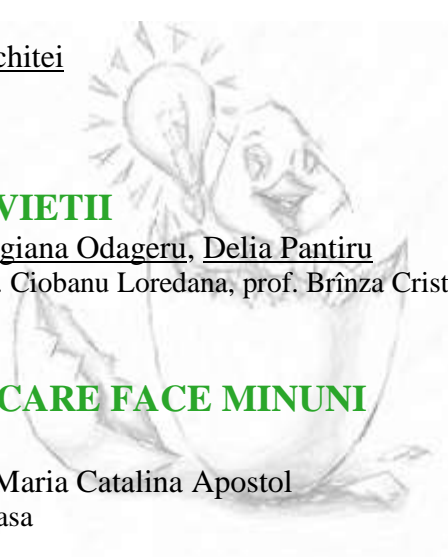 chitei
VIETII
giana Odageru, Delia Pantiru
. Ciobanu Loredana, prof. Brînza Crist
CARE FACE MINUNI
Maria Catalina Apostol
asa